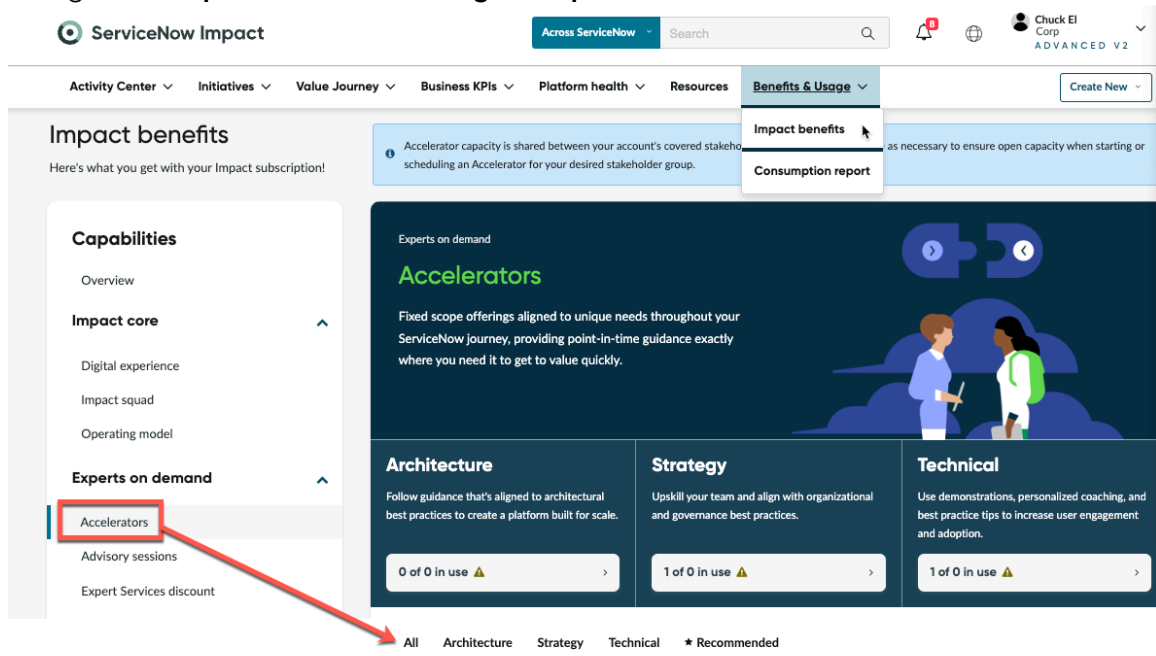 ServiceNow Impact
Across ServiceNow
Search
8
Chuck El
Corp
ADVANCED V2
Activity Center
Initiatives
Value Journey
Business KPIs
Platform health
Resources
Benefits & Usage
Create New
Impact benefits
Consumption report
Impact benefits
Here's what you get with your Impact subscription!
Accelerator capacity is shared between your account's covered stakeho
as necessary to ensure open capacity when starting or
scheduling an Accelerator for your desired stakeholder group.
Capabilities
Overview
Impact core
Digital experience
Impact squad
Operating model
Experts on demand
Accelerators
Advisory sessions
Expert Services discount
Experts on demand
Accelerators
Fixed scope offerings aligned to unique needs throughout your
ServiceNow journey, providing point-in-time guidance exactly
where you need it to get to value quickly.
Architecture
Follow guidance that's aligned to architectural
best practices to create a platform built for scale.
0 of 0 in use
Strategy
Upskill your team and align with organizational
and governance best practices.
1 of 0 in use
Technical
Use demonstrations, personalized coaching, and
best practice tips to increase user engagement
and adoption.
1 of 0 in use
All Architecture Strategy Technical ★ Recommended